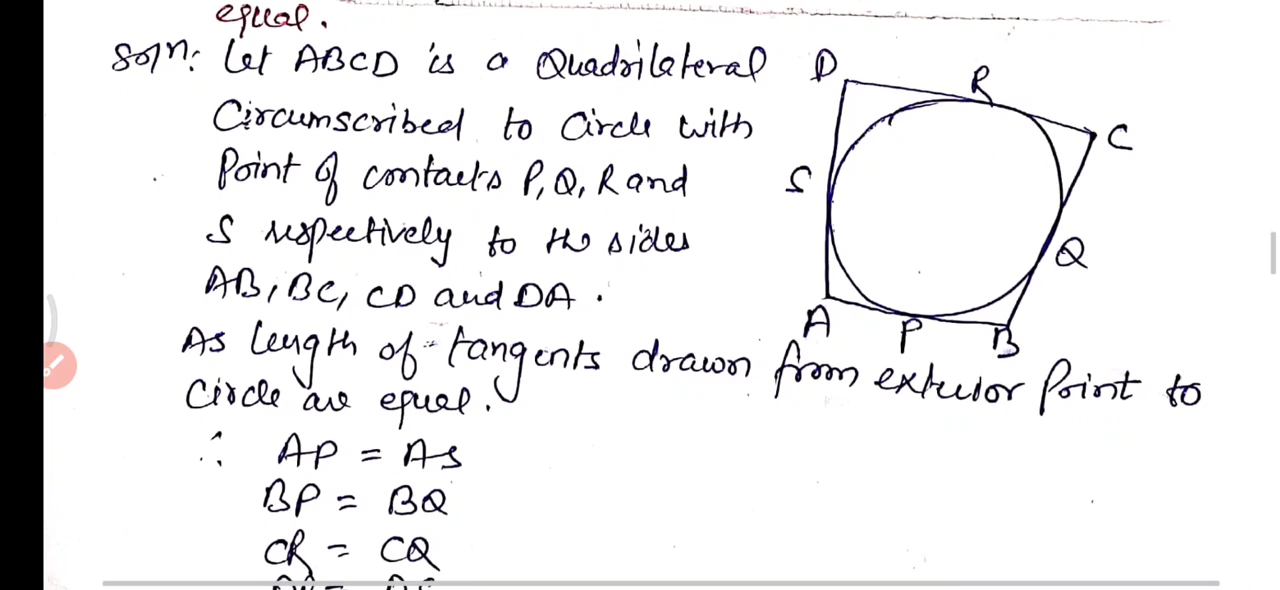 equal.
Soln: Let ABCD is a Quadrilateral
Circumscribed to Circle with
Point of contacts P, Q, R and
S respectively to the sides
AB, BC, CD and DA.
As length of tangents drawn from exterior Point to
Circle are equal.
∴ AP = AS
BP = BQ
CR = CQ
D
R
C
S
Q
A
P
B